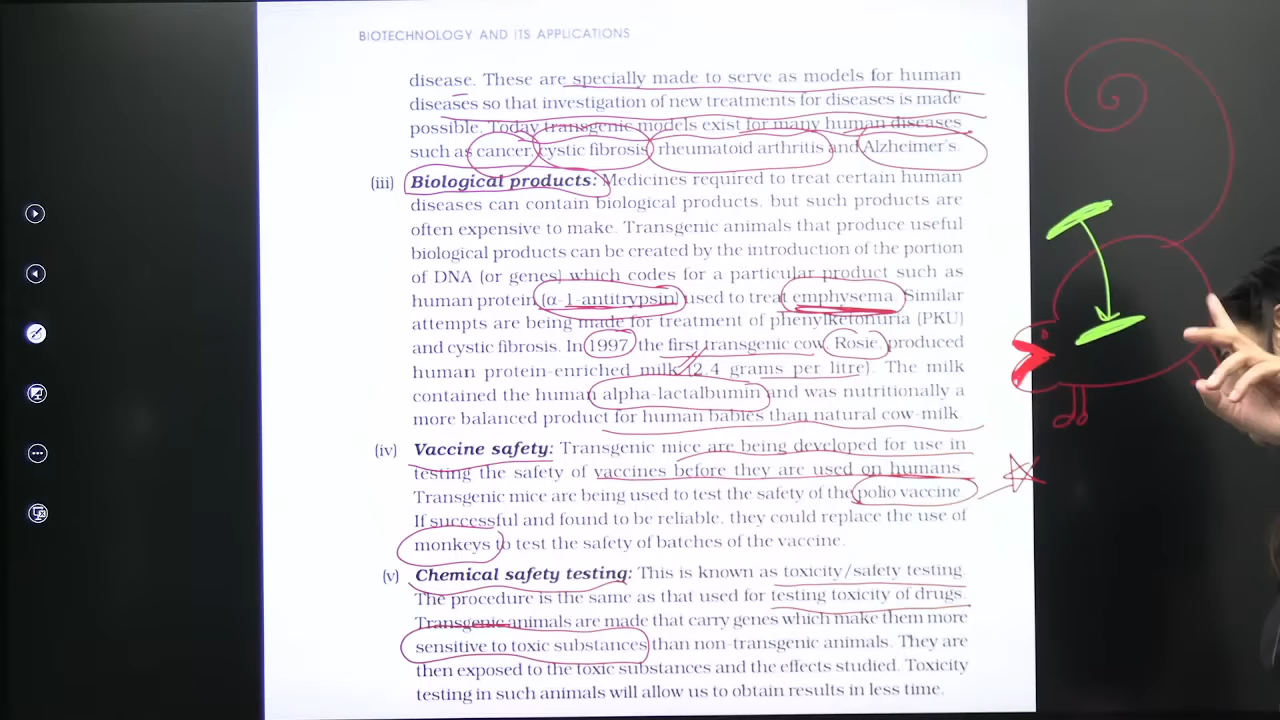 BIOTECHNOLOGY AND ITS APPLICATIONS
disease. These are specially made to serve as models for human
diseases so that investigation of new treatments for diseases is made
possible. Today transgenic models exist for many human diseases
such as cancer, cystic fibrosis, rheumatoid arthritis and Alzheimer's.
(iii) Biological products: Medicines required to treat certain human
diseases can contain biological products, but such products are
often expensive to make. Transgenic animals that produce useful
biological products can be created by the introduction of the portion
of DNA (or genes) which codes for a particular product such as
human protein (α-1-antitrypsin) used to treat emphysema. Similar
attempts are being made for treatment of phenylketonuria (PKU)
and cystic fibrosis. In 1997, the first transgenic cow, Rosie, produced
human protein-enriched milk (2.4 grams per litre). The milk
contained the human alpha-lactalbumin and was nutritionally a
more balanced product for human babies than natural cow-milk.
(iv) Vaccine safety: Transgenic mice are being developed for use in
testing the safety of vaccines before they are used on humans.
Transgenic mice are being used to test the safety of the polio vaccine.
If successful and found to be reliable, they could replace the use of
monkeys to test the safety of batches of the vaccine.
(v) Chemical safety testing: This is known as toxicity/safety testing.
The procedure is the same as that used for testing toxicity of drugs.
Transgenic animals are made that carry genes which make them more
sensitive to toxic substances than non-transgenic animals. They are
then exposed to the toxic substances and the effects studied. Toxicity
testing in such animals will allow us to obtain results in less time.